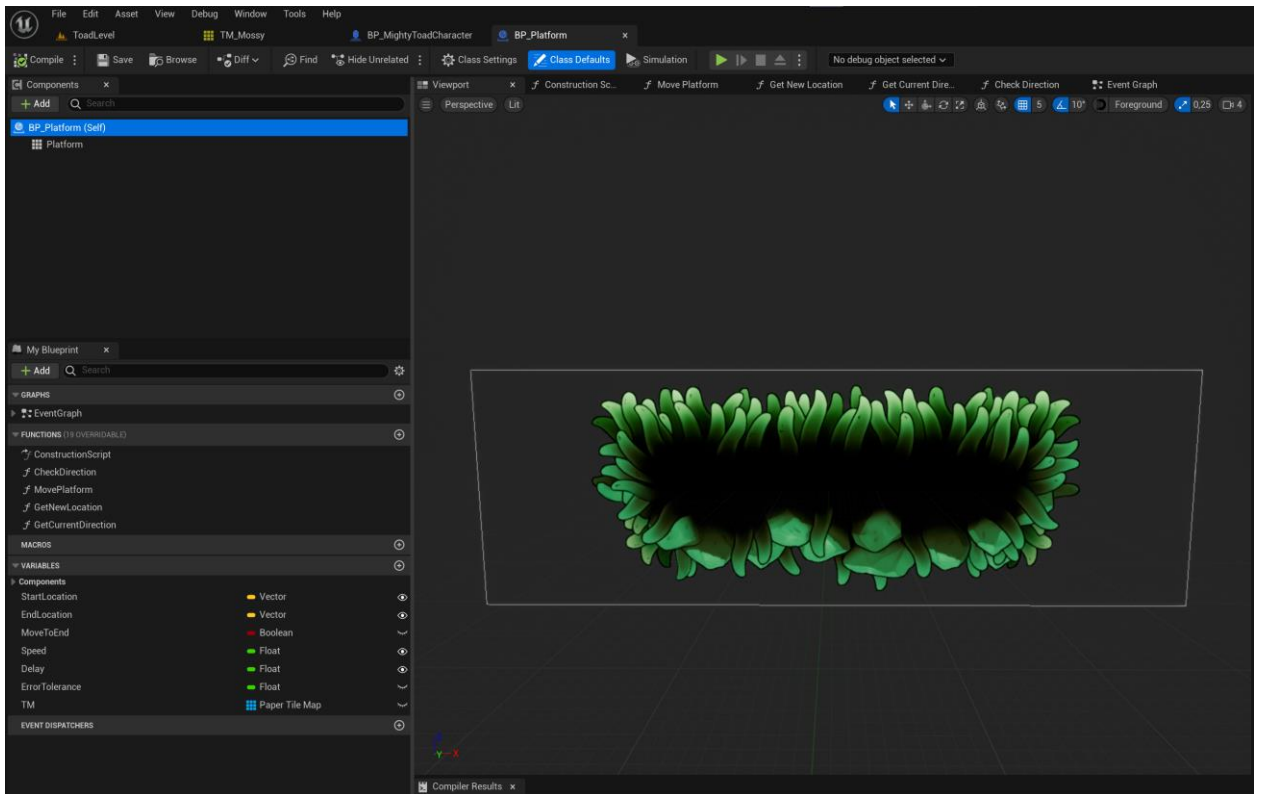 File Edit Asset View Debug Window Tools Help
ToadLevel TM_Mossy BP_MightyToadCharacter BP_Platform x
Compile Save Browse Diff Find Hide Unrelated Class Settings Class Defaults Simulation No debug object selected
Components x
+ Add Search
BP_Platform (Self)
Platform
My Blueprint x
+ Add Search
GRAPHS
EventGraph
FUNCTIONS (19 OVERRIDABLE)
ConstructionScript
CheckDirection
MovePlatform
GetNewLocation
GetCurrentDirection
MACROS
VARIABLES
Components
StartLocation Vector
EndLocation Vector
MoveToEnd Boolean
Speed Float
Delay Float
ErrorTolerance Float
TM Paper Tile Map
EVENT DISPATCHERS
Viewport x Construction Sc... Move Platform Get New Location Get Current Dire... Check Direction Event Graph
Perspective Lit 5 10° Foreground 0,25 4
Y X
Compiler Results x